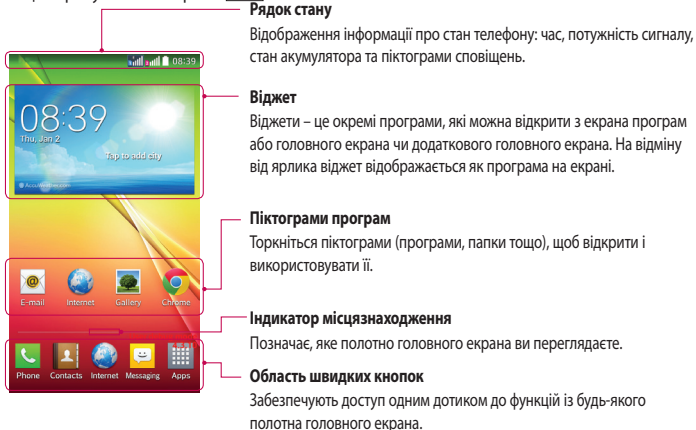 Рядок стану
Відображення інформації про стан телефону: час, потужність сигналу,
стан акумулятора та піктограми сповіщень.
08:39
Віджет
Віджети – це окремі програми, які можна відкрити з екрана програм
або головного екрана чи додаткового головного екрана. На відміну
від ярлика віджет відображається як програма на екрані.
08:39
Thu, Jan 2
Tap to add city
AccuWeather.com
Піктограми програм
Торкніться піктограми (програми, папки тощо), щоб відкрити і
використовувати її.
E-mail Internet Gallery Chrome
Індикатор місцязнаходження
Позначає, яке полотно головного екрана ви переглядаєте.
Phone Contacts Internet Messaging Apps
Область швидких кнопок
Забезпечують доступ одним дотиком до функцій із будь-якого
полотна головного екрана.